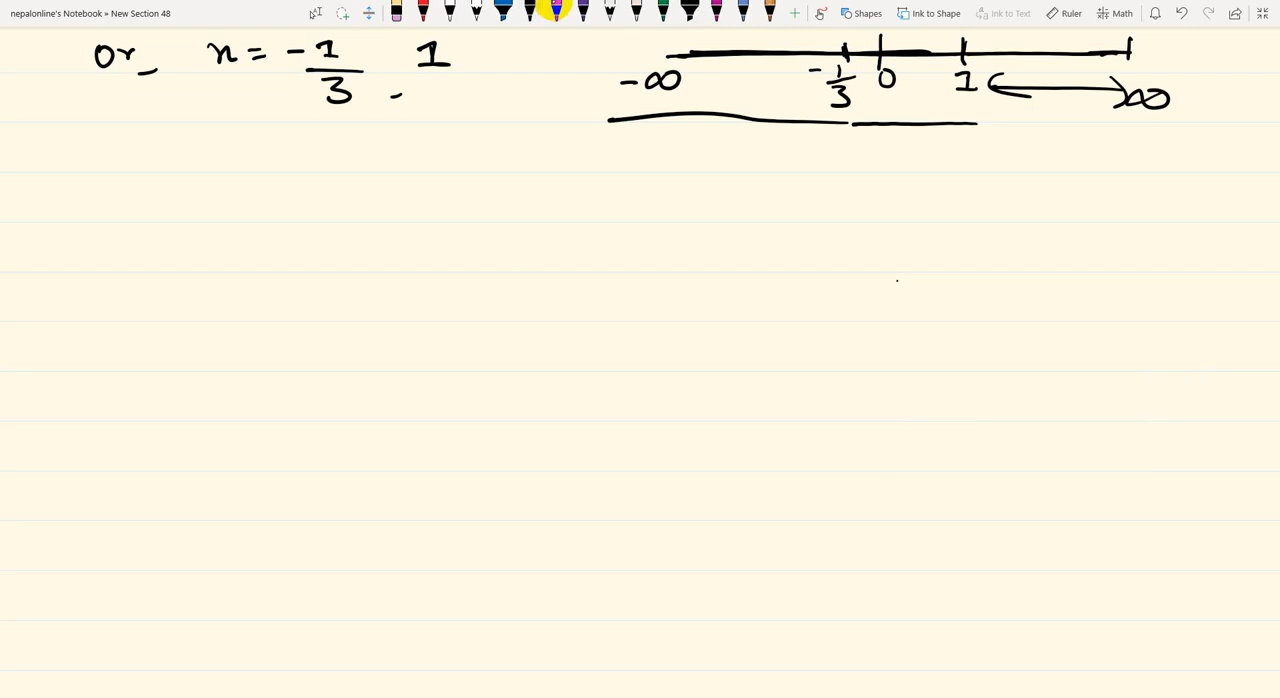 nepalonline's Notebook » New Section 48
Shapes Ink to Shape Ink to Text Ruler Math
or, x = -1/3, 1
-∞ -1/3 0 1 ∞